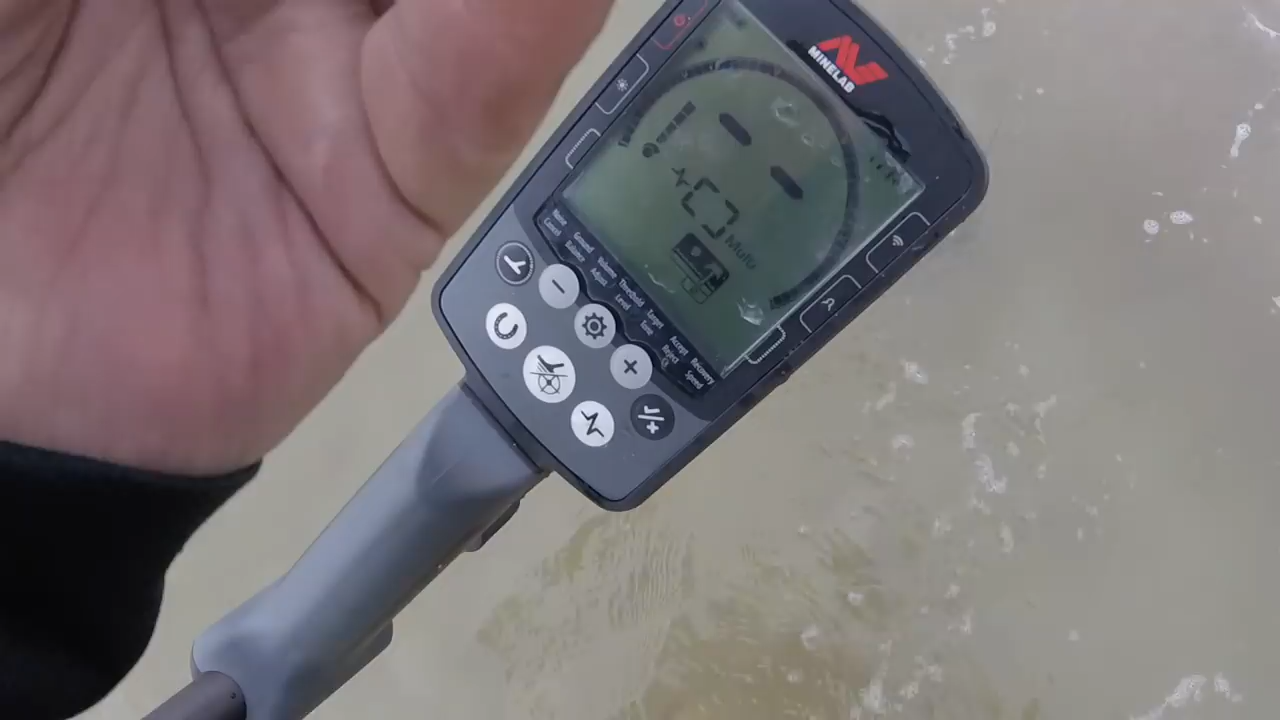 MINELAB
- -
Multi
Noise Cancel
Ground Balance
Volume Adjust
Threshold Level
Target Tone
Accept Reject
Recovery Speed
−
+